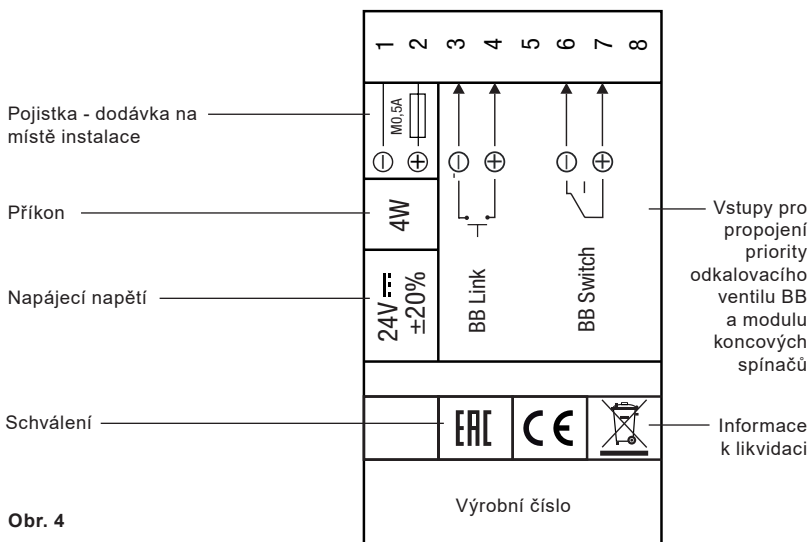 1 2 3 4 5 6 7 8
Pojistka - dodávka na
místě instalace
M0,5A
Příkon
4W
Napájecí napětí
24V
±20%
BB Link
BB Switch
Vstupy pro
propojení
priority
odkalovacího
ventilu BB
a modulu
koncových
spínačů
Schválení
EAC
CE
Informace
k likvidaci
Výrobní číslo
Obr. 4